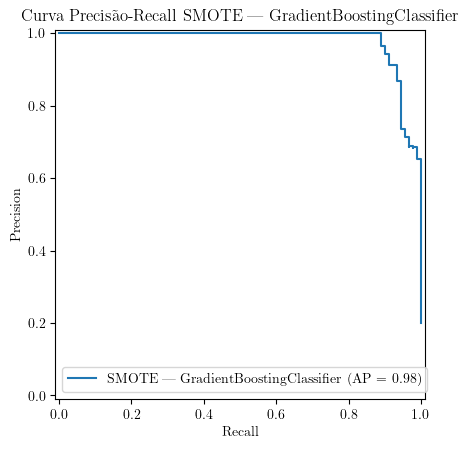 Curva Precisão-Recall SMOTE — GradientBoostingClassifier
1.0
0.8
0.6
0.4
0.2
0.0
Precision
SMOTE — GradientBoostingClassifier (AP = 0.98)
0.0 0.2 0.4 0.6 0.8 1.0
Recall